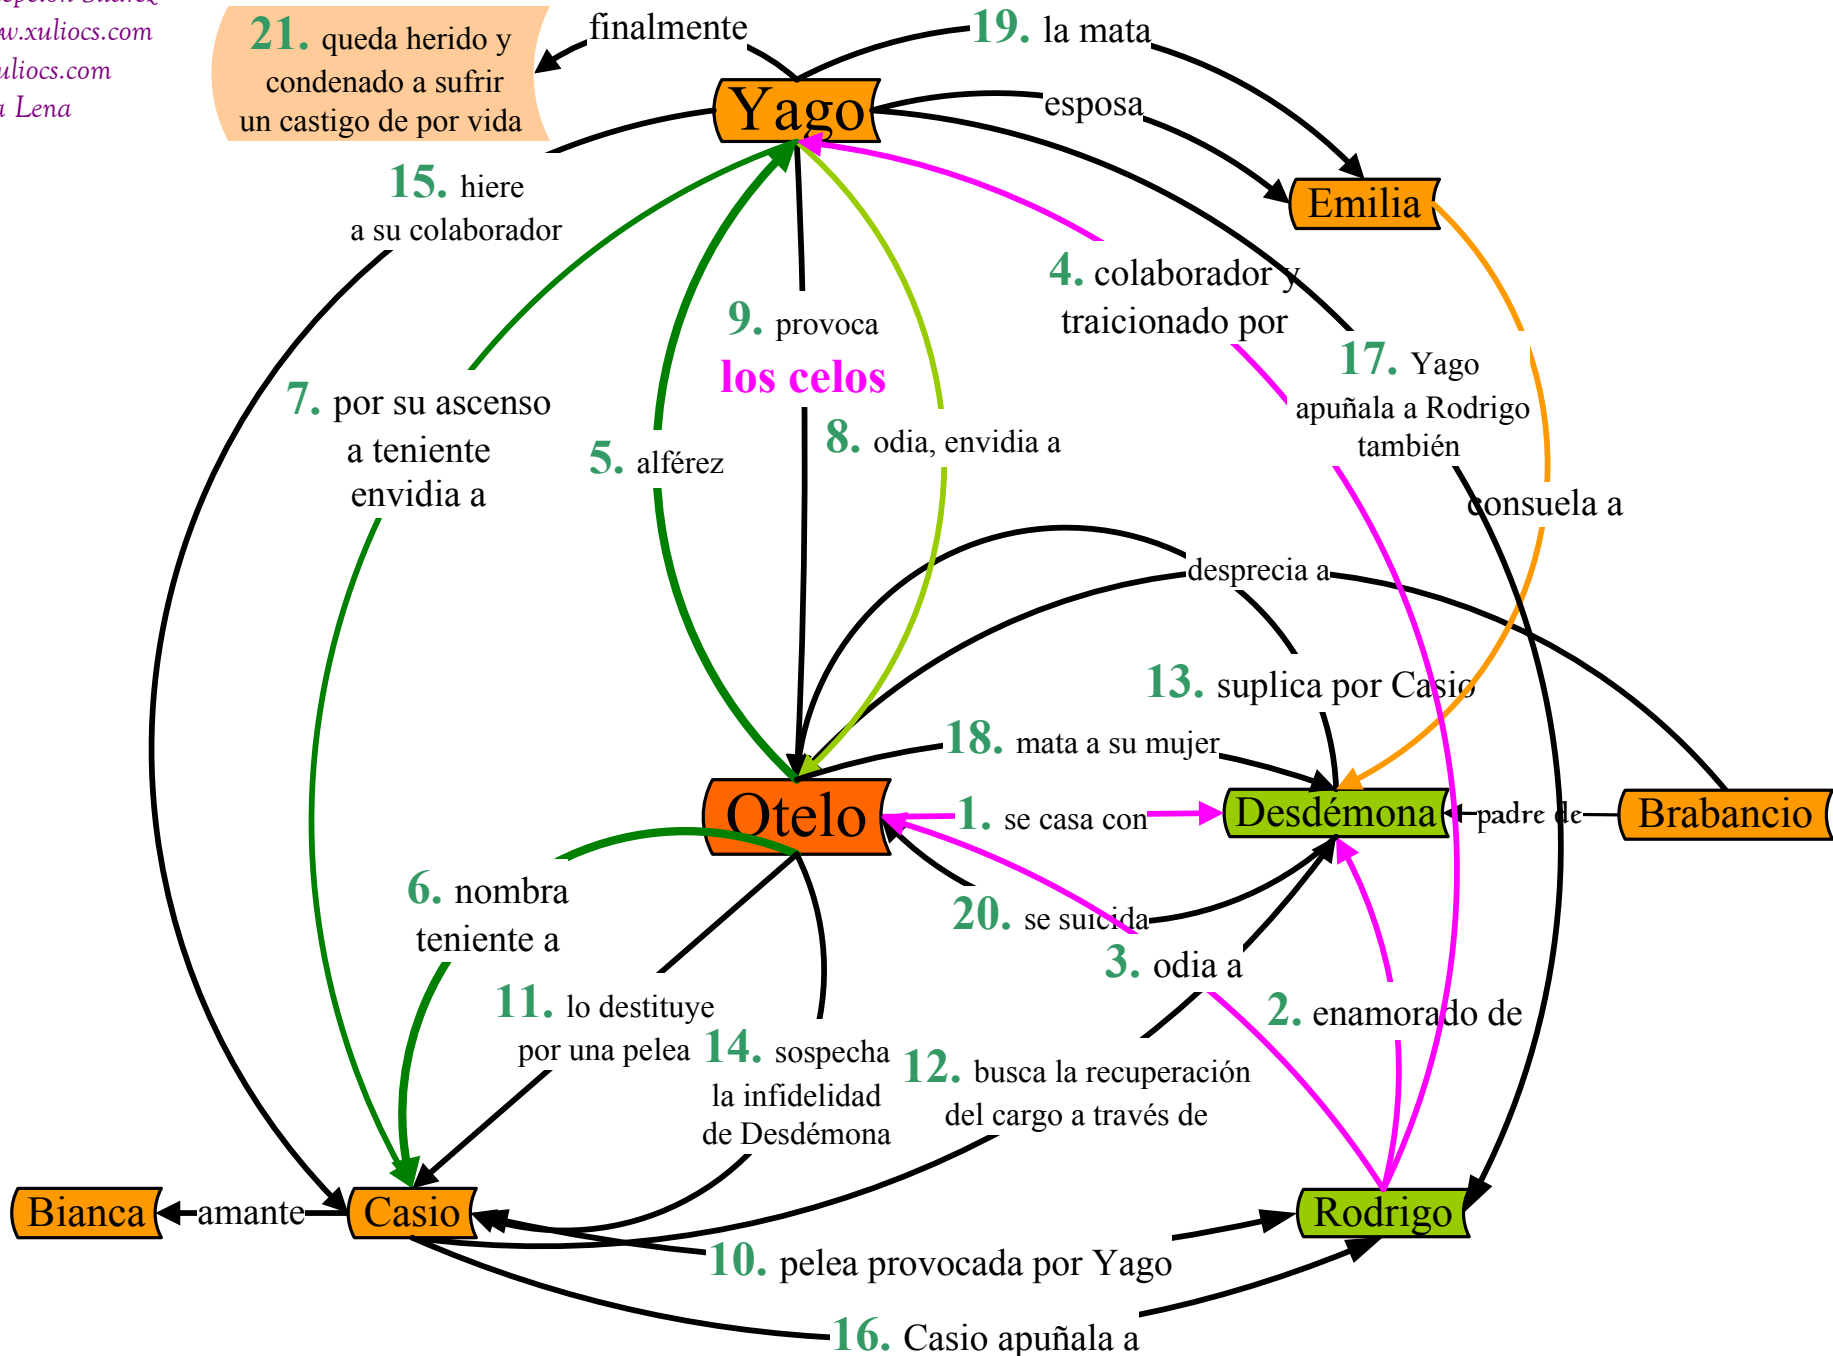 w.xuliocs.com
uliocs.com
Lena
21. queda herido y
condenado a sufrir
un castigo de por vida
finalmente
19. la mata
Yago
esposa
Emilia
15. hiere
a su colaborador
4. colaborador y
traicionado por
9. provoca
los celos
17. Yago
apuñala a Rodrigo
también
7. por su ascenso
a teniente
envidia a
5. alférez
8. odia, envidia a
consuela a
desprecia a
13. suplica por Casio
18. mata a su mujer
Otelo
1. se casa con
Desdémona
padre de
Brabancio
6. nombra
teniente a
20. se suicida
3. odia a
11. lo destituye
por una pelea
2. enamorado de
14. sospecha
la infidelidad
de Desdémona
12. busca la recuperación
del cargo a través de
Bianca
amante
Casio
Rodrigo
10. pelea provocada por Yago
16. Casio apuñala a